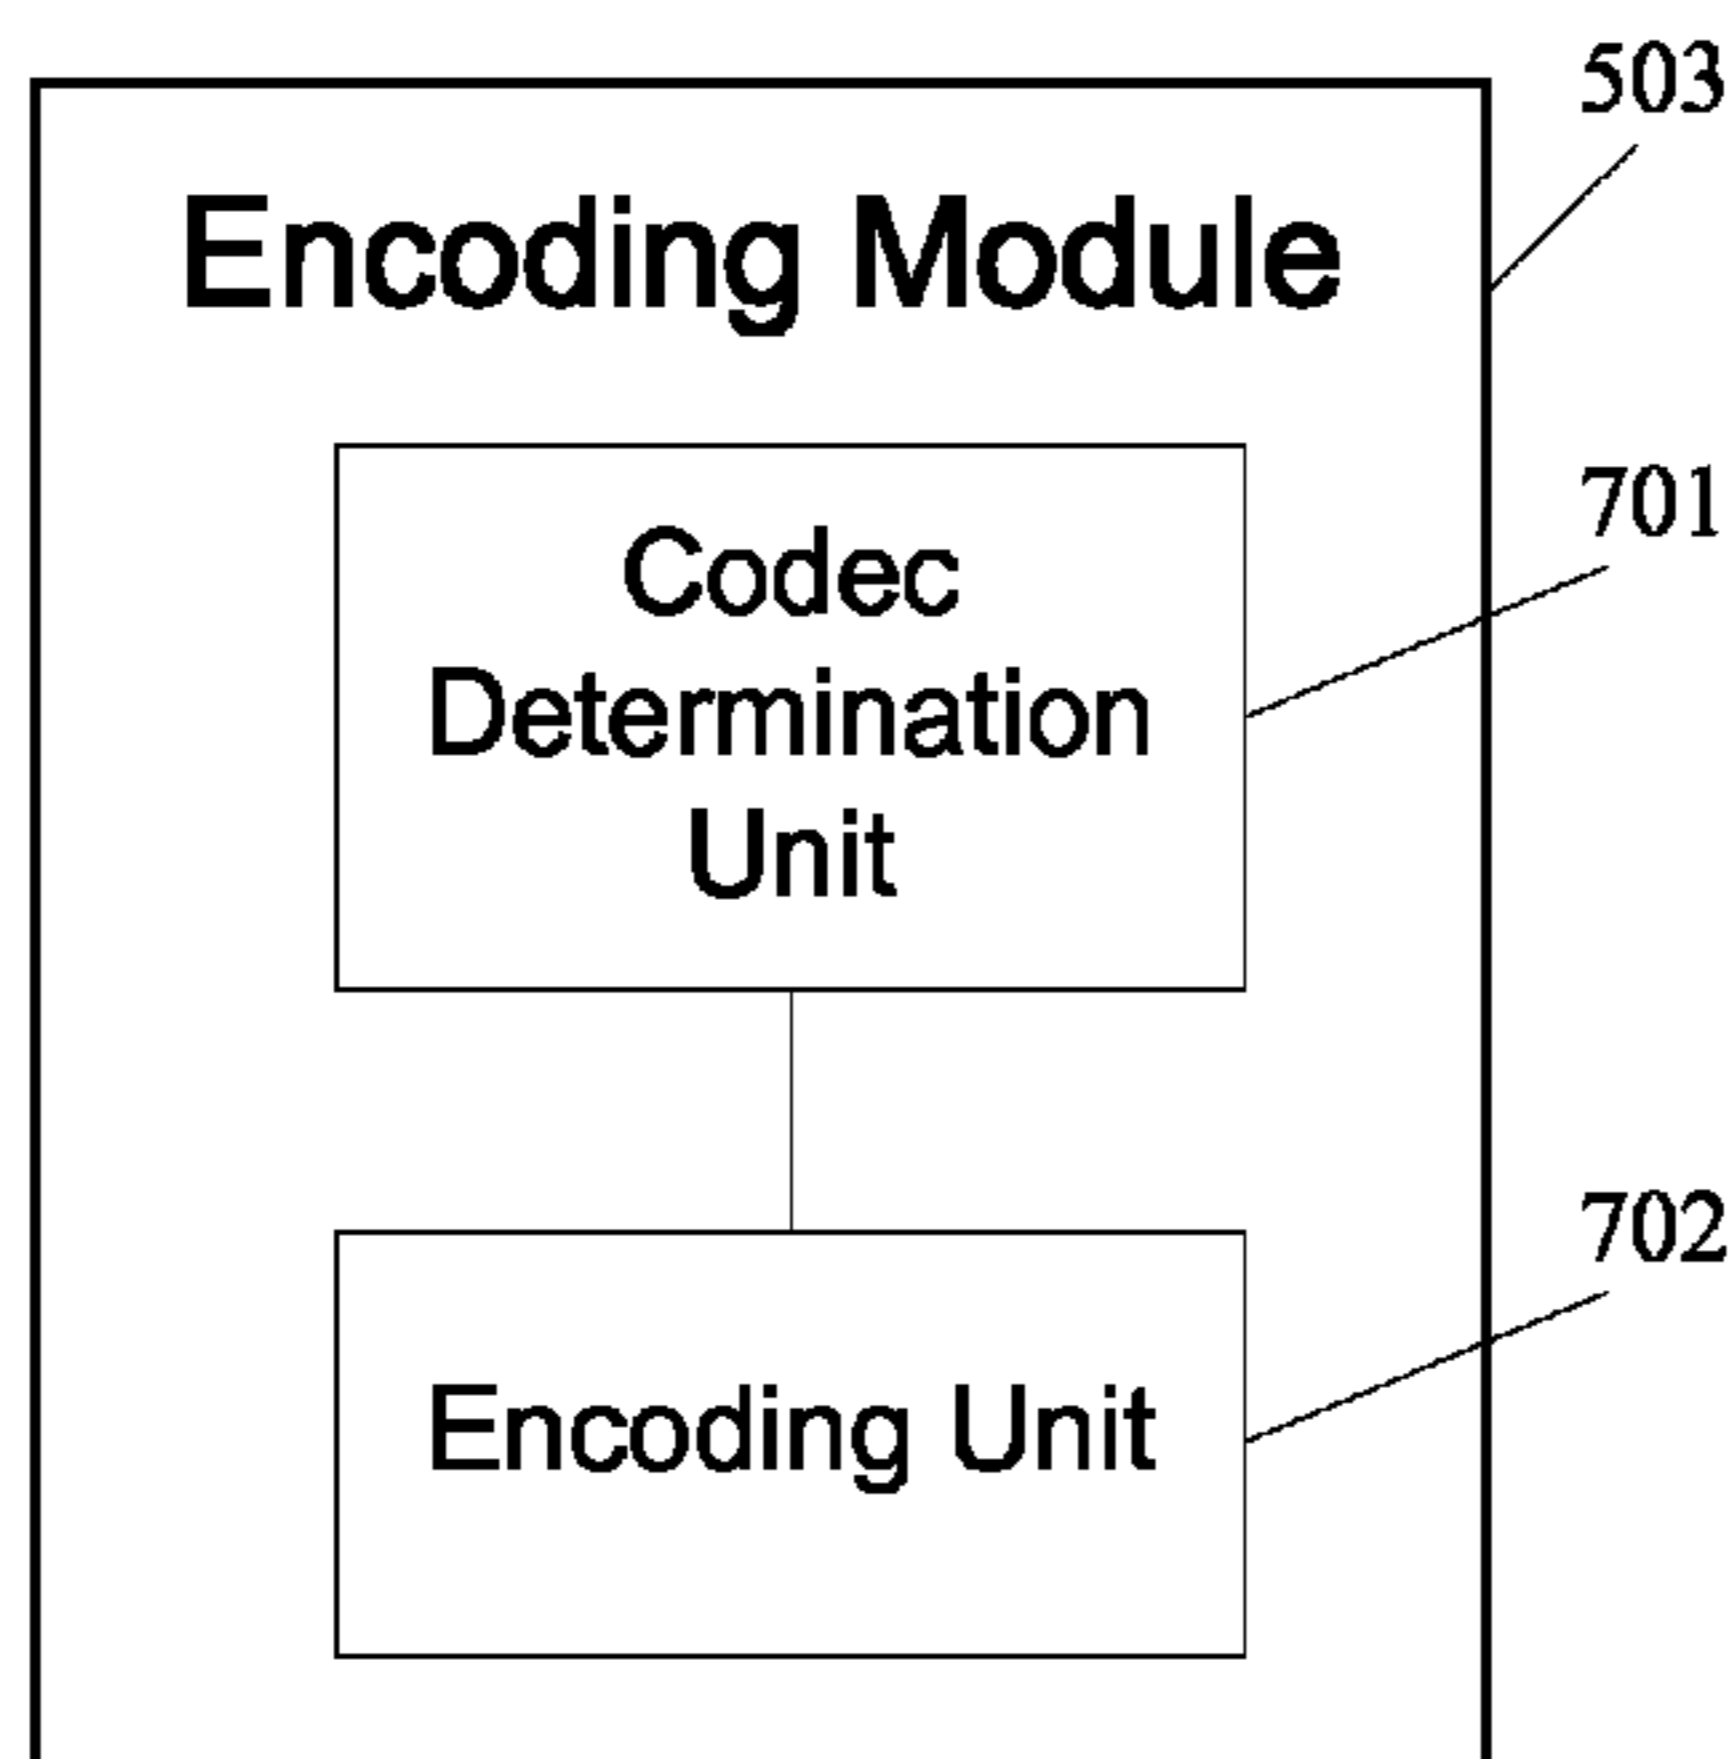 503
Encoding Module
701
Codec
Determination
Unit
702
Encoding Unit